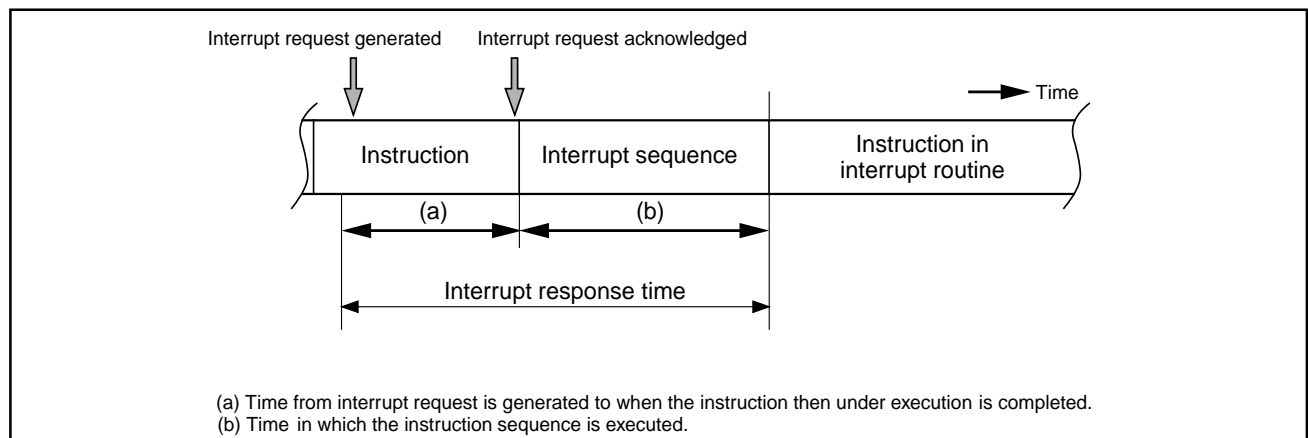 Interrupt request generated
Interrupt request acknowledged
Time
Instruction
Interrupt sequence
Instruction in
interrupt routine
(a)
(b)
Interrupt response time
(a) Time from interrupt request is generated to when the instruction then under execution is completed.
(b) Time in which the instruction sequence is executed.